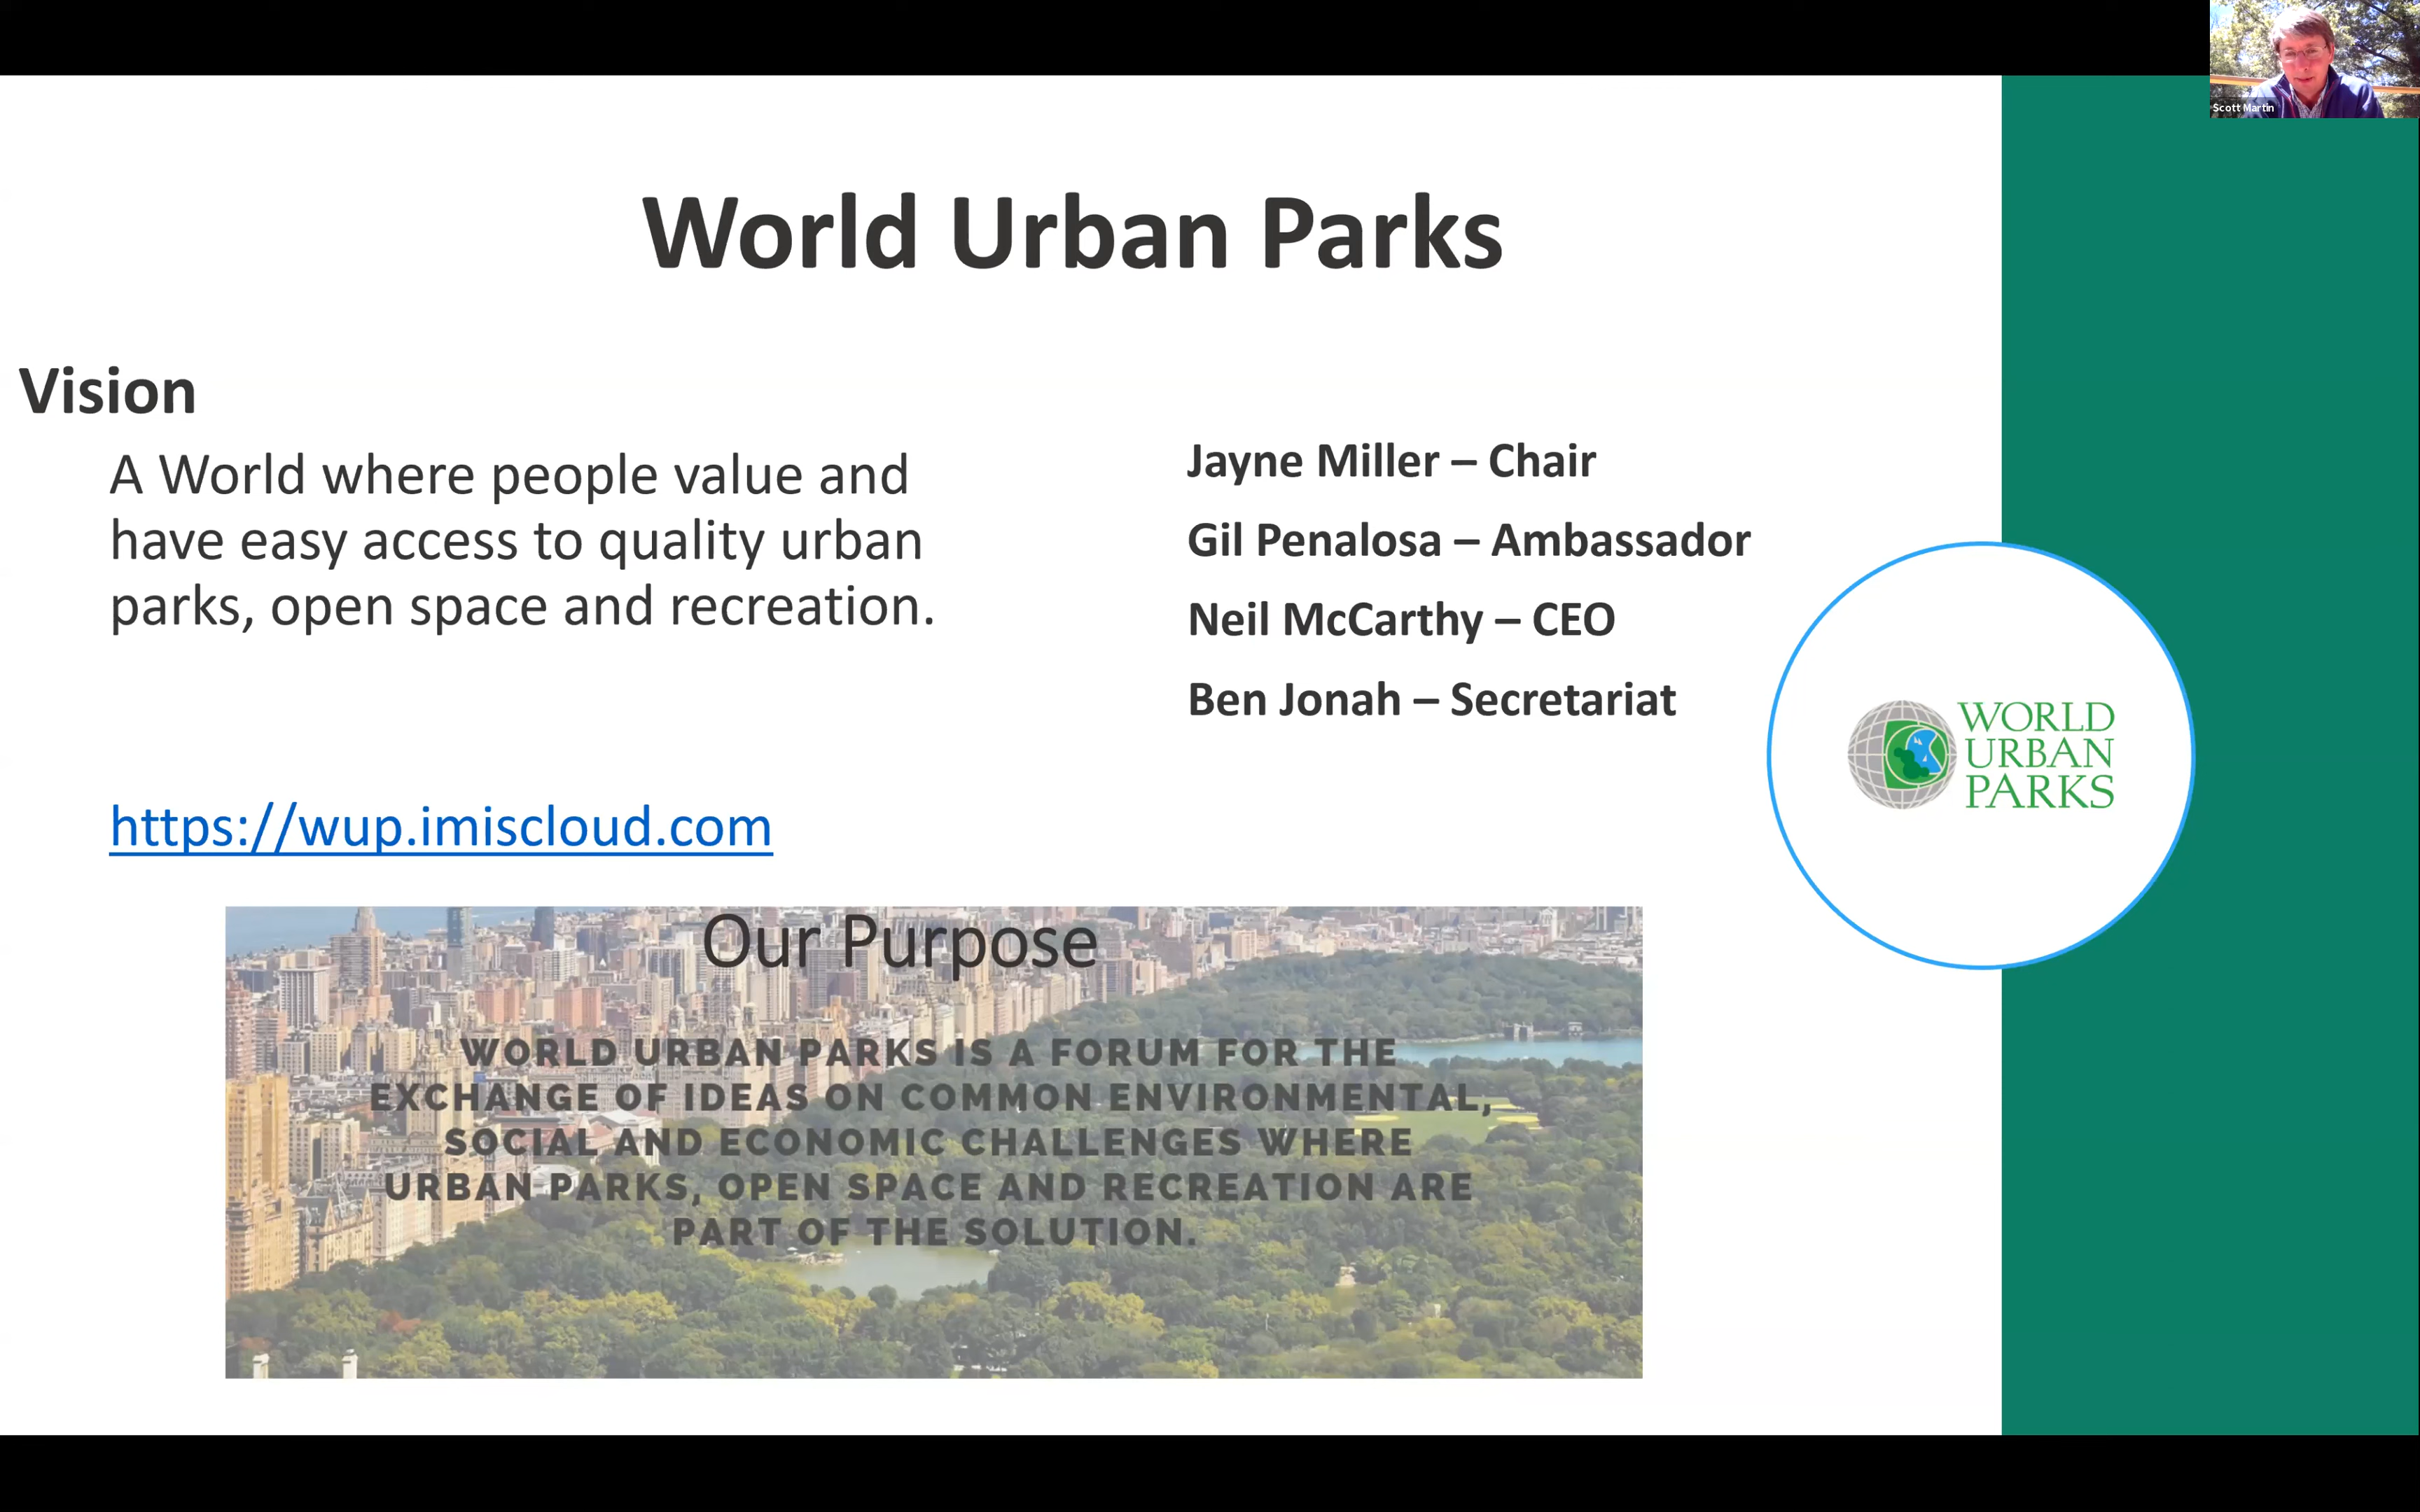 Scott Martin
World Urban Parks
Vision
A World where people value and
have easy access to quality urban
parks, open space and recreation.
https://wup.imiscloud.com
Jayne Miller – Chair
Gil Penalosa – Ambassador
Neil McCarthy – CEO
Ben Jonah – Secretariat
WORLD
URBAN
PARKS
Our Purpose
WORLD URBAN PARKS IS A FORUM FOR THE
EXCHANGE OF IDEAS ON COMMON ENVIRONMENTAL,
SOCIAL AND ECONOMIC CHALLENGES WHERE
URBAN PARKS, OPEN SPACE AND RECREATION ARE
PART OF THE SOLUTION.